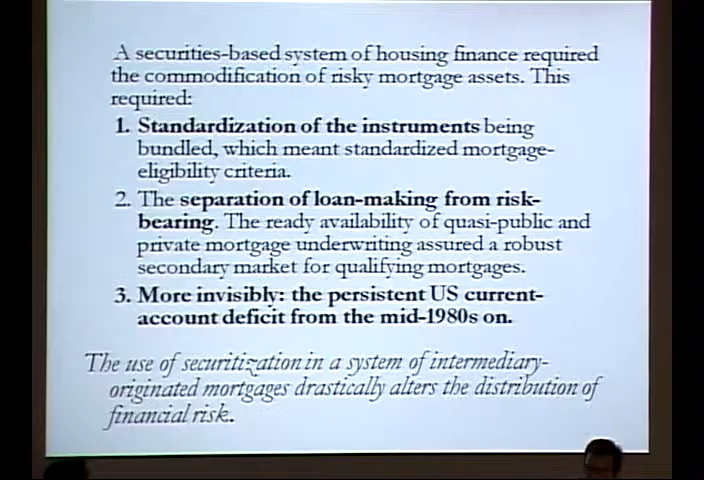 A securities-based system of housing finance required
the commodification of risky mortgage assets. This
required:
1. Standardization of the instruments being
bundled, which meant standardized mortgage-
eligibility criteria.
2. The separation of loan-making from risk-
bearing. The ready availability of quasi-public and
private mortgage underwriting assured a robust
secondary market for qualifying mortgages.
3. More invisibly: the persistent US current-
account deficit from the mid-1980s on.
The use of securitization in a system of intermediary-
originated mortgages drastically alters the distribution of
financial risk.